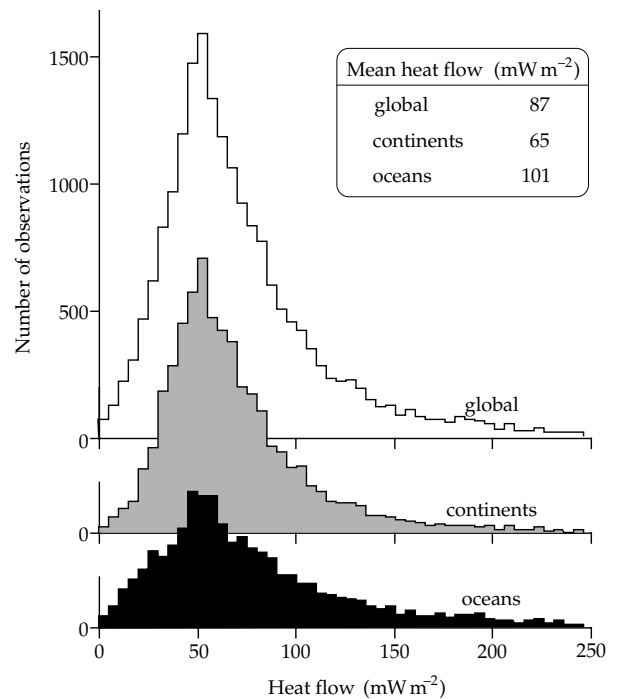 1500
1000
500
0
0
0
Number of observations
Mean heat flow (mW m⁻²)
global 87
continents 65
oceans 101
global
continents
oceans
0 50 100 150 200 250
Heat flow (mW m⁻²)